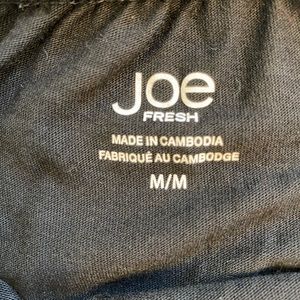 Joe
FRESH
MADE IN CAMBODIA
FABRIQUÉ AU CAMBODGE
M/M